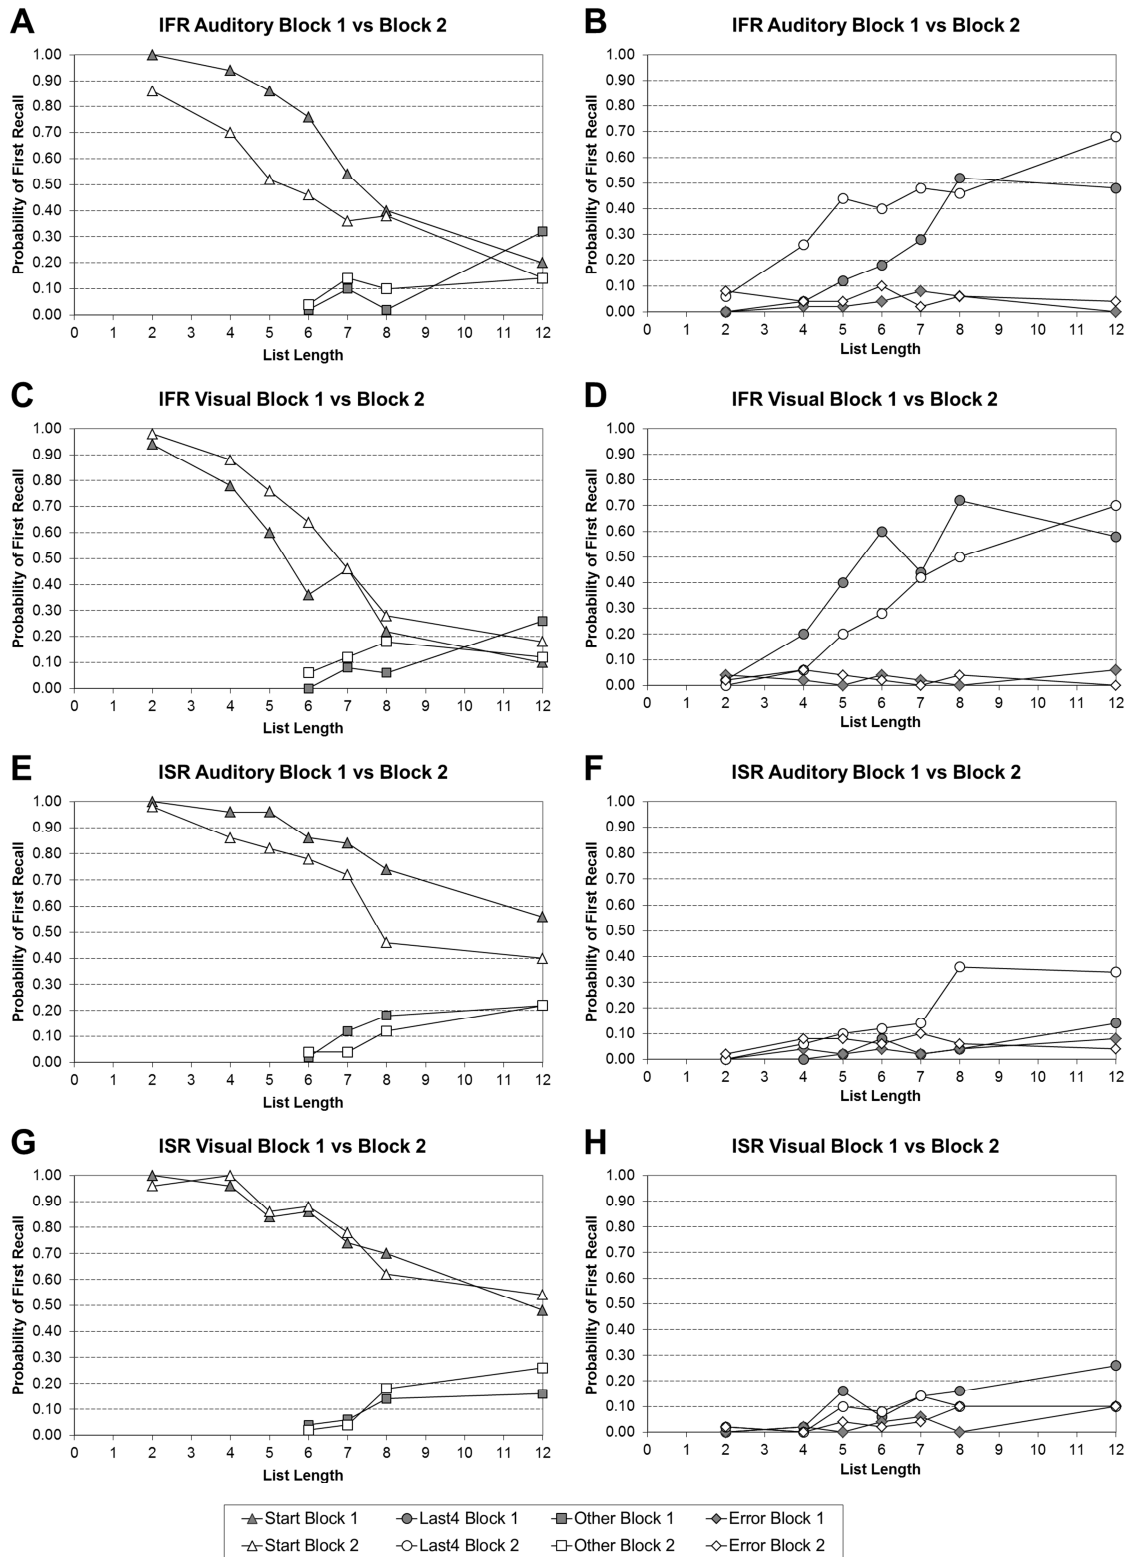 A
IFR Auditory Block 1 vs Block 2
Probability of First Recall
1.00
0.90
0.80
0.70
0.60
0.50
0.40
0.30
0.20
0.10
0.00
0 1 2 3 4 5 6 7 8 9 10 11 12
List Length
B
IFR Auditory Block 1 vs Block 2
Probability of First Recall
1.00
0.90
0.80
0.70
0.60
0.50
0.40
0.30
0.20
0.10
0.00
0 1 2 3 4 5 6 7 8 9 10 11 12
List Length
C
IFR Visual Block 1 vs Block 2
Probability of First Recall
1.00
0.90
0.80
0.70
0.60
0.50
0.40
0.30
0.20
0.10
0.00
0 1 2 3 4 5 6 7 8 9 10 11 12
List Length
D
IFR Visual Block 1 vs Block 2
Probability of First Recall
1.00
0.90
0.80
0.70
0.60
0.50
0.40
0.30
0.20
0.10
0.00
0 1 2 3 4 5 6 7 8 9 10 11 12
List Length
E
ISR Auditory Block 1 vs Block 2
Probability of First Recall
1.00
0.90
0.80
0.70
0.60
0.50
0.40
0.30
0.20
0.10
0.00
0 1 2 3 4 5 6 7 8 9 10 11 12
List Length
F
ISR Auditory Block 1 vs Block 2
Probability of First Recall
1.00
0.90
0.80
0.70
0.60
0.50
0.40
0.30
0.20
0.10
0.00
0 1 2 3 4 5 6 7 8 9 10 11 12
List Length
G
ISR Visual Block 1 vs Block 2
Probability of First Recall
1.00
0.90
0.80
0.70
0.60
0.50
0.40
0.30
0.20
0.10
0.00
0 1 2 3 4 5 6 7 8 9 10 11 12
List Length
H
ISR Visual Block 1 vs Block 2
Probability of First Recall
1.00
0.90
0.80
0.70
0.60
0.50
0.40
0.30
0.20
0.10
0.00
0 1 2 3 4 5 6 7 8 9 10 11 12
List Length
Start Block 1 Last4 Block 1 Other Block 1 Error Block 1
Start Block 2 Last4 Block 2 Other Block 2 Error Block 2